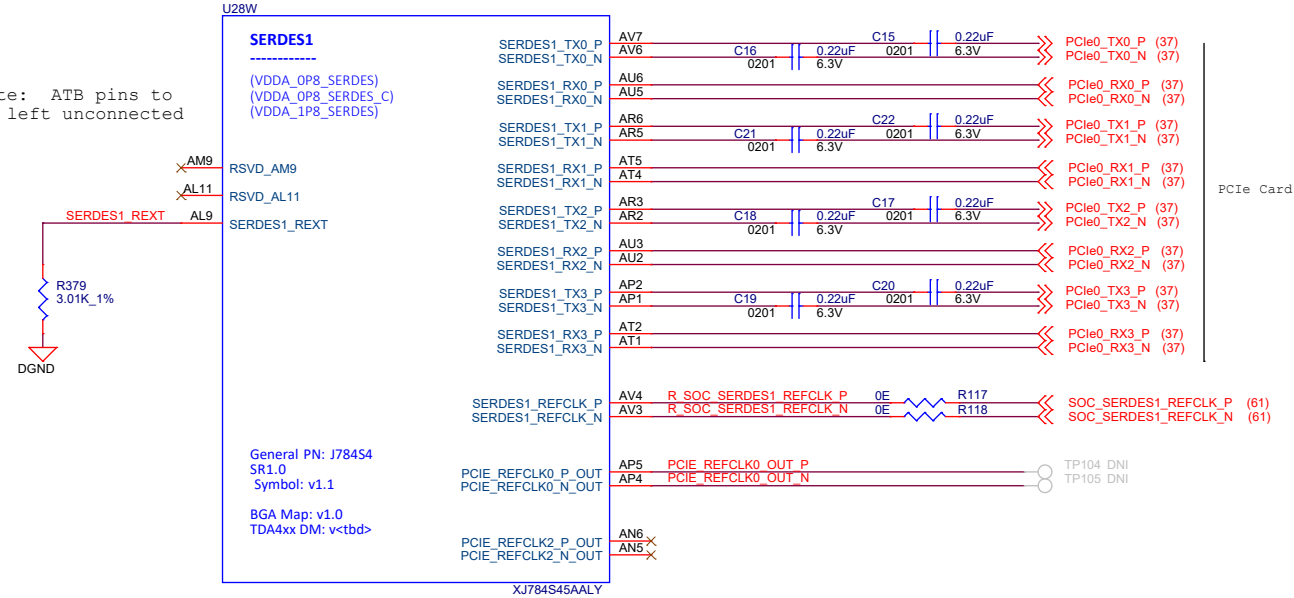 U28W
SERDES1
------------
(VDDA_0P8_SERDES)
(VDDA_0P8_SERDES_C)
(VDDA_1P8_SERDES)
te: ATB pins to
left unconnected
AM9 RSVD_AM9
AL11 RSVD_AL11
SERDES1_REXT AL9 SERDES1_REXT
R379
3.01K_1%
DGND
General PN: J784S4
SR1.0
Symbol: v1.1
BGA Map: v1.0
TDA4xx DM: v<tbd>
SERDES1_TX0_P AV7 C15 0.22uF PCIe0_TX0_P (37)
SERDES1_TX0_N AV6 C16 0.22uF 0201 6.3V PCIe0_TX0_N (37)
0201 6.3V
SERDES1_RX0_P AU6 PCIe0_RX0_P (37)
SERDES1_RX0_N AU5 PCIe0_RX0_N (37)
SERDES1_TX1_P AR6 C22 0.22uF PCIe0_TX1_P (37)
SERDES1_TX1_N AR5 C21 0.22uF 0201 6.3V PCIe0_TX1_N (37)
0201 6.3V
SERDES1_RX1_P AT5 PCIe0_RX1_P (37)
SERDES1_RX1_N AT4 PCIe0_RX1_N (37)
PCIe Card
SERDES1_TX2_P AR3 C17 0.22uF PCIe0_TX2_P (37)
SERDES1_TX2_N AR2 C18 0.22uF 0201 6.3V PCIe0_TX2_N (37)
0201 6.3V
SERDES1_RX2_P AU3 PCIe0_RX2_P (37)
SERDES1_RX2_N AU2 PCIe0_RX2_N (37)
SERDES1_TX3_P AP2 C20 0.22uF PCIe0_TX3_P (37)
SERDES1_TX3_N AP1 C19 0.22uF 0201 6.3V PCIe0_TX3_N (37)
0201 6.3V
SERDES1_RX3_P AT2 PCIe0_RX3_P (37)
SERDES1_RX3_N AT1 PCIe0_RX3_N (37)
SERDES1_REFCLK_P AV4 R_SOC_SERDES1_REFCLK_P 0E R117 SOC_SERDES1_REFCLK_P (61)
SERDES1_REFCLK_N AV3 R_SOC_SERDES1_REFCLK_N 0E R118 SOC_SERDES1_REFCLK_N (61)
PCIE_REFCLK0_P_OUT AP5 PCIE_REFCLK0_OUT_P TP104 DNI
PCIE_REFCLK0_N_OUT AP4 PCIE_REFCLK0_OUT_N TP105 DNI
PCIE_REFCLK2_P_OUT AN6
PCIE_REFCLK2_N_OUT AN5
XJ784S45AALY